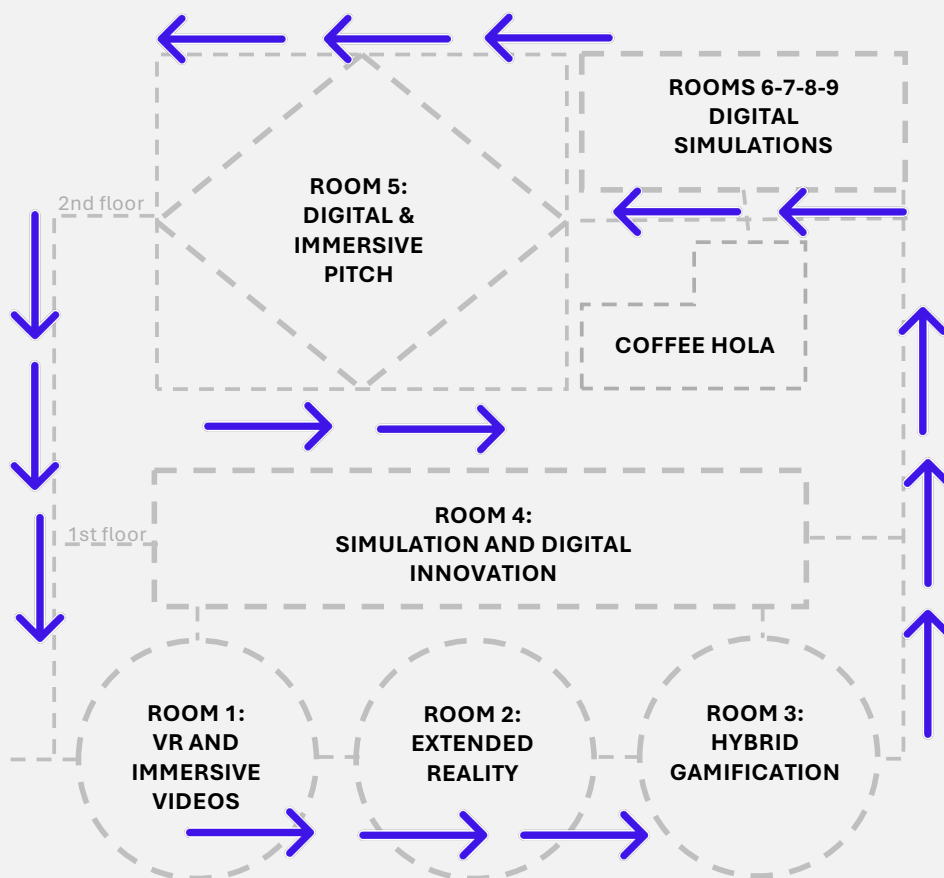 ROOMS 6-7-8-9
DIGITAL
SIMULATIONS
2nd floor
ROOM 5:
DIGITAL &
IMMERSIVE
PITCH
COFFEE HOLA
1st floor
ROOM 4:
SIMULATION AND DIGITAL
INNOVATION
ROOM 1:
VR AND
IMMERSIVE
VIDEOS
ROOM 2:
EXTENDED
REALITY
ROOM 3:
HYBRID
GAMIFICATION